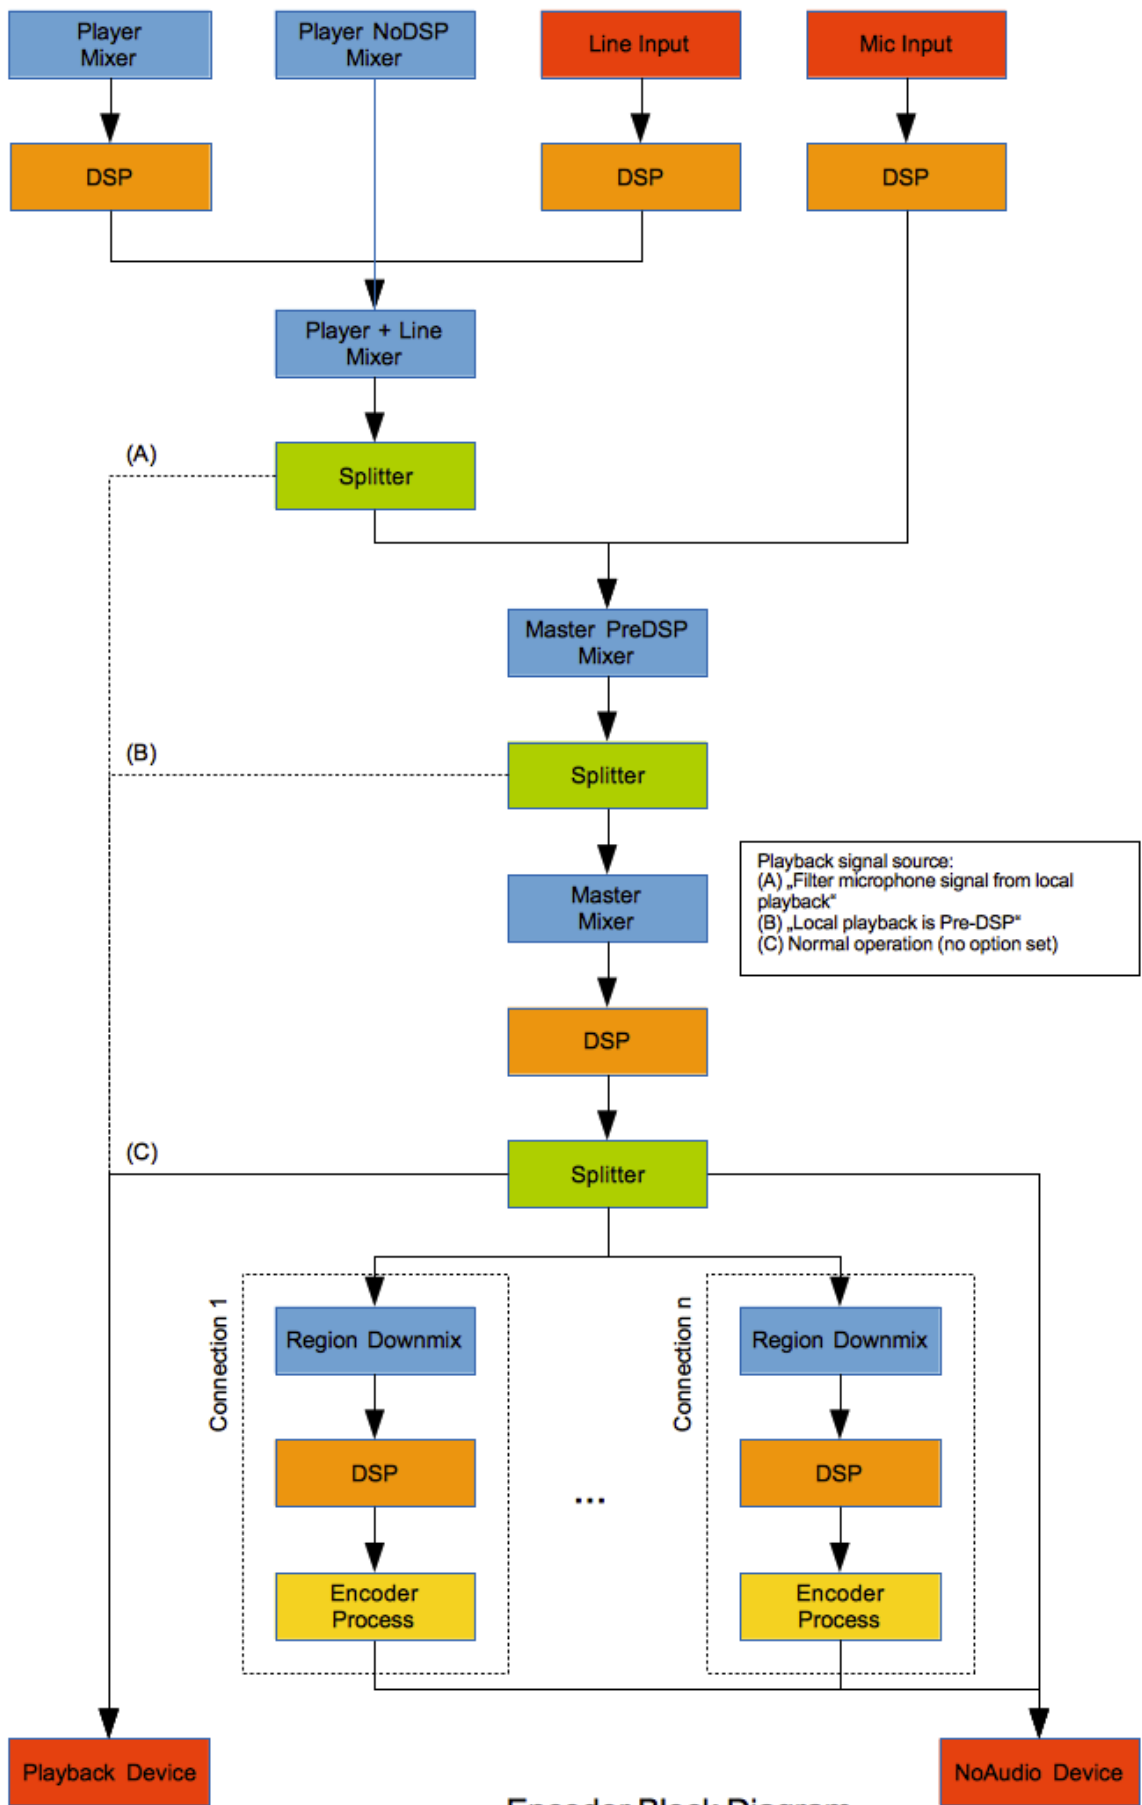 Player
Mixer
Player NoDSP
Mixer
Line Input
Mic Input
DSP
DSP
DSP
Player + Line
Mixer
(A)
Splitter
Master PreDSP
Mixer
(B)
Splitter
Playback signal source:
(A) „Filter microphone signal from local
playback“
(B) „Local playback is Pre-DSP“
(C) Normal operation (no option set)
Master
Mixer
DSP
(C)
Splitter
Connection 1
Region Downmix
Connection n
Region Downmix
DSP
...
DSP
Encoder
Process
Encoder
Process
Playback Device
NoAudio Device
Encoder Block Diagram